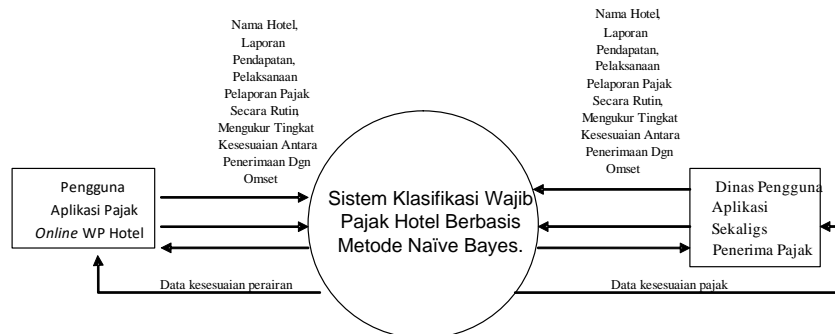 Nama Hotel,
Laporan
Pendapatan,
Pelaksanaan
Pelaporan Pajak
Secara Rutin,
Mengukur Tingkat
Kesesuaian Antara
Penerimaan Dgn
Omset
Nama Hotel,
Laporan
Pendapatan,
Pelaksanaan
Pelaporan Pajak
Secara Rutin,
Mengukur Tingkat
Kesesuaian Antara
Penerimaan Dgn
Omset
Pengguna
Aplikasi Pajak
Online WP Hotel
Sistem Klasifikasi Wajib
Pajak Hotel Berbasis
Metode Naïve Bayes.
Dinas Pengguna
Aplikasi
Sekaligs
Penerima Pajak
Data kesesuaian perairan
Data kesesuaian pajak